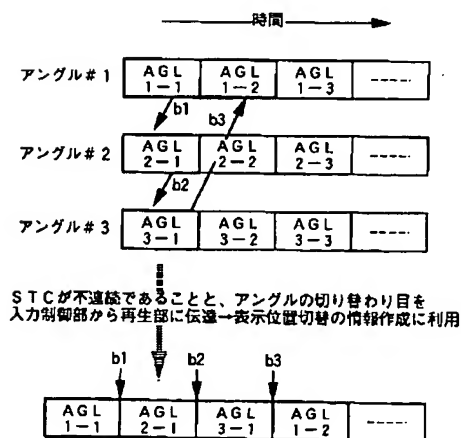 時間
アングル#1
AGL AGL AGL
1-1 1-2 1-3 -----
b1 b3
アングル#2
AGL AGL AGL
2-1 2-2 2-3 -----
b2
アングル#3
AGL AGL AGL
3-1 3-2 3-3 -----
STCが不連続であることと、アングルの切り替わり目を
入力制御部から再生部に伝達→表示位置切替の情報作成に利用
b1 b2 b3
AGL AGL AGL AGL
1-1 2-1 3-1 1-2 -----